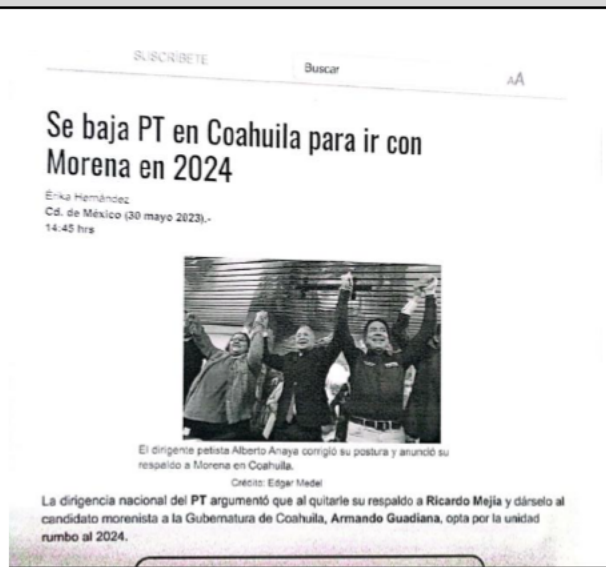 SUSCRÍBETE
Buscar
AA
Se baja PT en Coahuila para ir con
Morena en 2024
Érika Hernández
Cd. de México (30 mayo 2023).-
14:45 hrs
El dirigente petista Alberto Anaya corrigió su postura y anunció su
respaldo a Morena en Coahuila.
Crédito: Edgar Medel
La dirigencia nacional del PT argumentó que al quitarle su respaldo a Ricardo Mejía y dárselo al
candidato morenista a la Gubernatura de Coahuila, Armando Guadiana, opta por la unidad
rumbo al 2024.